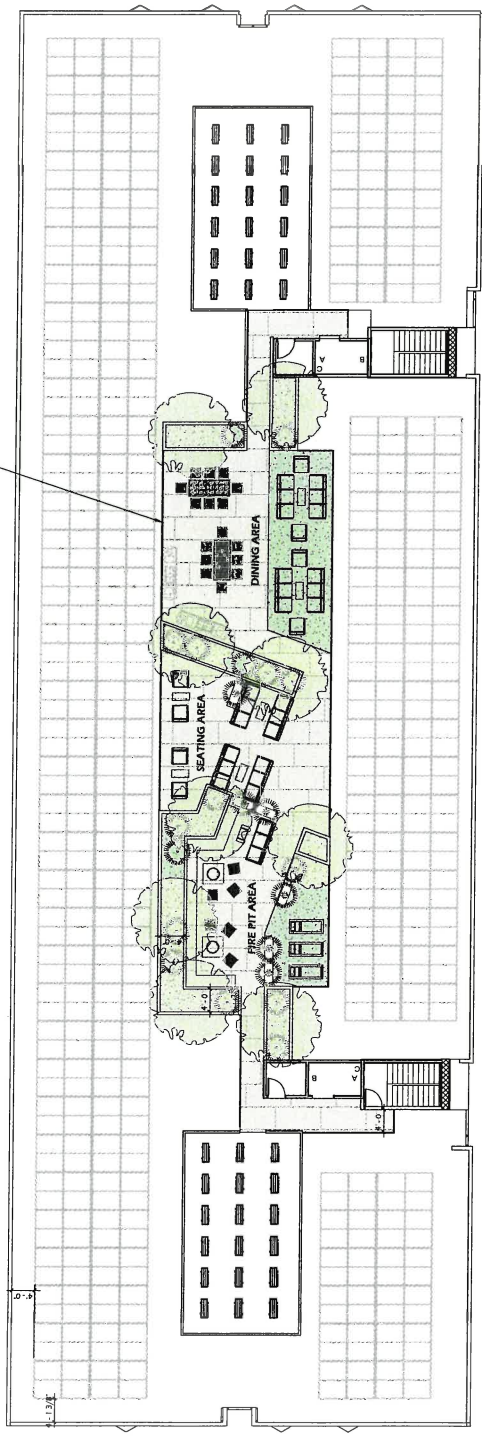 C
A
B
DINING AREA
SEATING AREA
FIRE PIT AREA
4'-0"
C
A
B
4'-0"
4'-0"